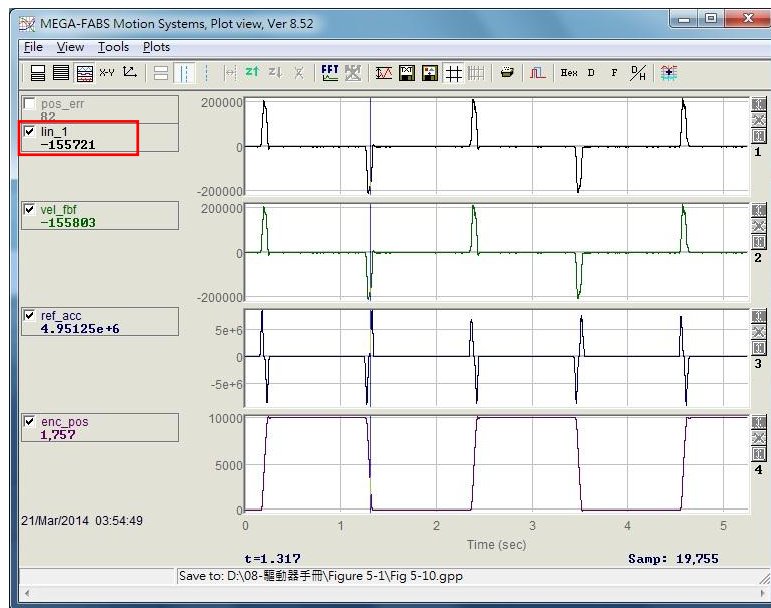 MEGA-FABS Motion Systems, Plot view, Ver 8.52
File View Tools Plots
X-Y FFT TXT Hex D F D/H
pos_err
82
lin_1
-155721
200000
0
-200000
1
vel_fbf
-155803
200000
0
-200000
2
ref_acc
4.95125e+6
5e+6
0
-5e+6
3
enc_pos
1,757
10000
5000
0
4
21/Mar/2014 03:54:49
0 1 2 3 4 5
Time (sec)
t=1.317 Samp: 19,755
Save to: D:\08-驅動器手冊\Figure 5-1\Fig 5-10.gpp